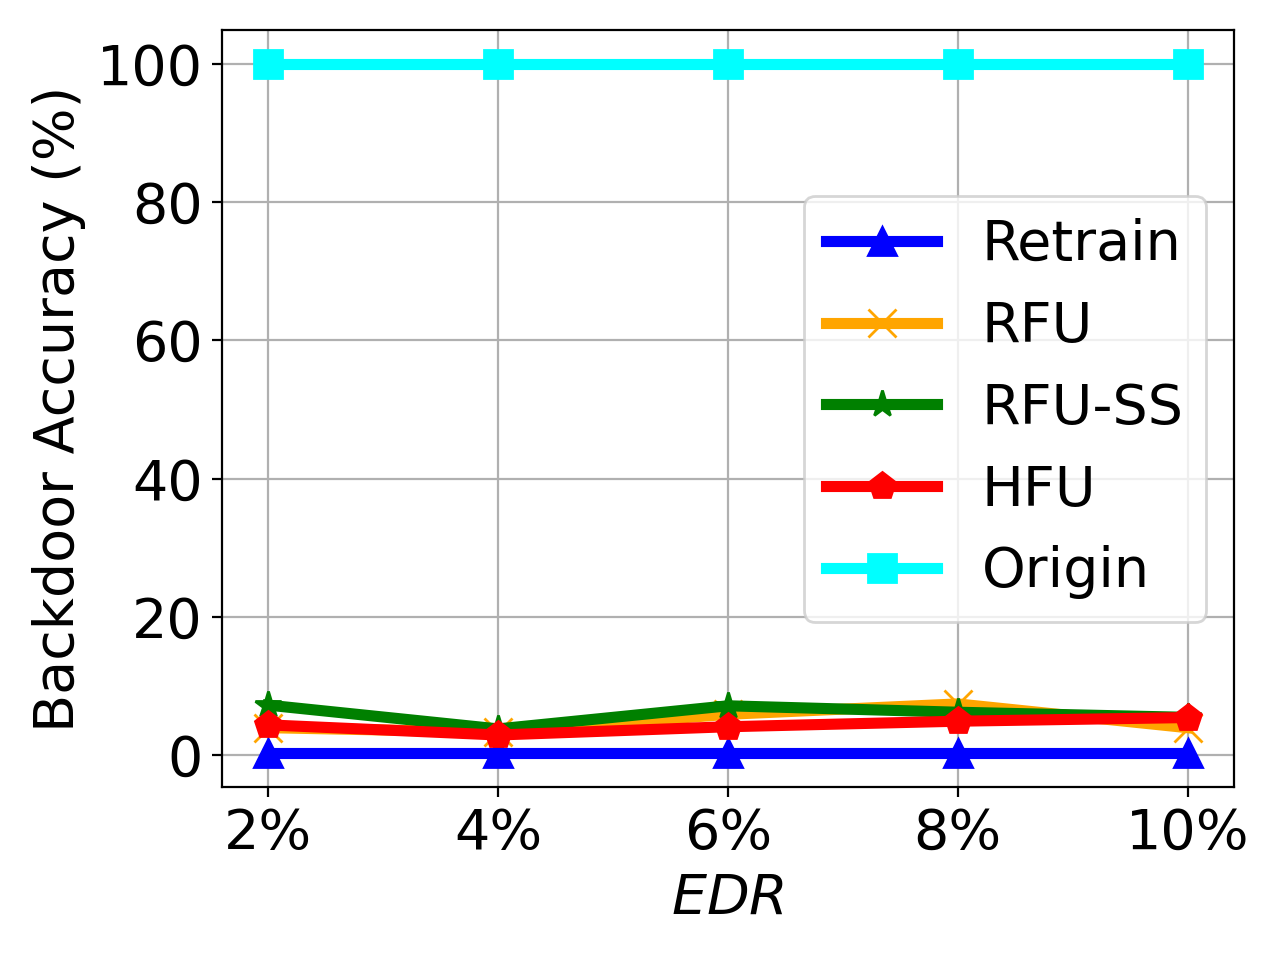 Backdoor Accuracy (%)
100
80
60
40
20
0
Retrain
RFU
RFU-SS
HFU
Origin
2% 4% 6% 8% 10%
EDR